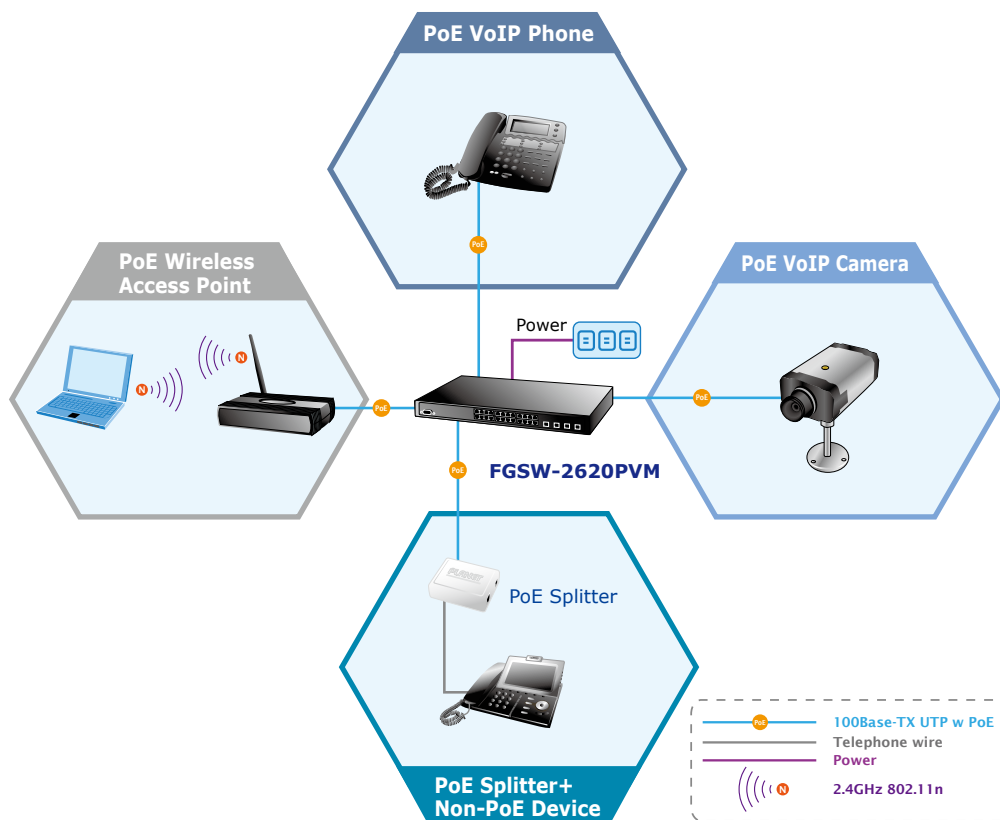 PoE VoIP Phone
PoE
PoE Wireless
Access Point
PoE VoIP Camera
Power
N
N
PoE
PoE
PoE
FGSW-2620PVM
PLANET
PoE Splitter
PoE Splitter+
Non-PoE Device
PoE
100Base-TX UTP w PoE
Telephone wire
Power
N
2.4GHz 802.11n